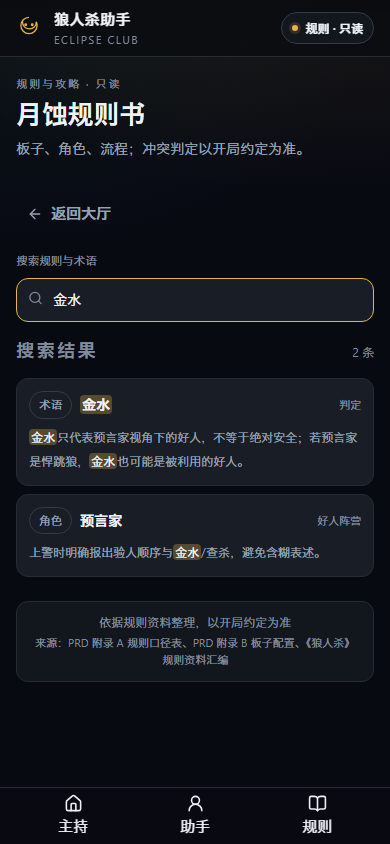 狼人杀助手
ECLIPSE CLUB
规则 · 只读
规则与攻略 · 只读
月蚀规则书
板子、角色、流程；冲突判定以开局约定为准。
← 返回大厅
搜索规则与术语
金水
搜索结果
2 条
术语 金水 判定
金水只代表预言家视角下的好人，不等于绝对安全；若预言家
是悍跳狼，金水也可能是被利用的好人。
角色 预言家 好人阵营
上警时明确报出验人顺序与金水/查杀，避免含糊表述。
依据规则资料整理，以开局约定为准
来源：PRD 附录 A 规则口径表、PRD 附录 B 板子配置、《狼人杀》
规则资料汇编
主持 助手 规则